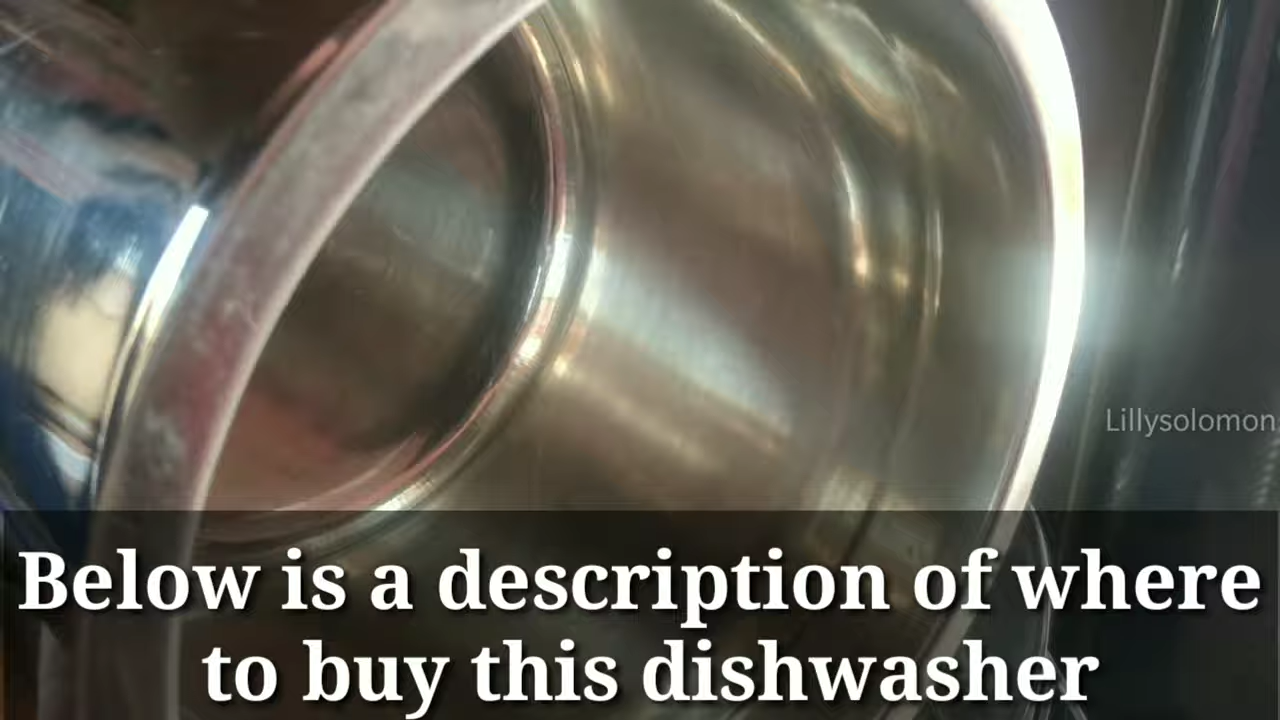 Lillysolomon
Below is a description of where
to buy this dishwasher